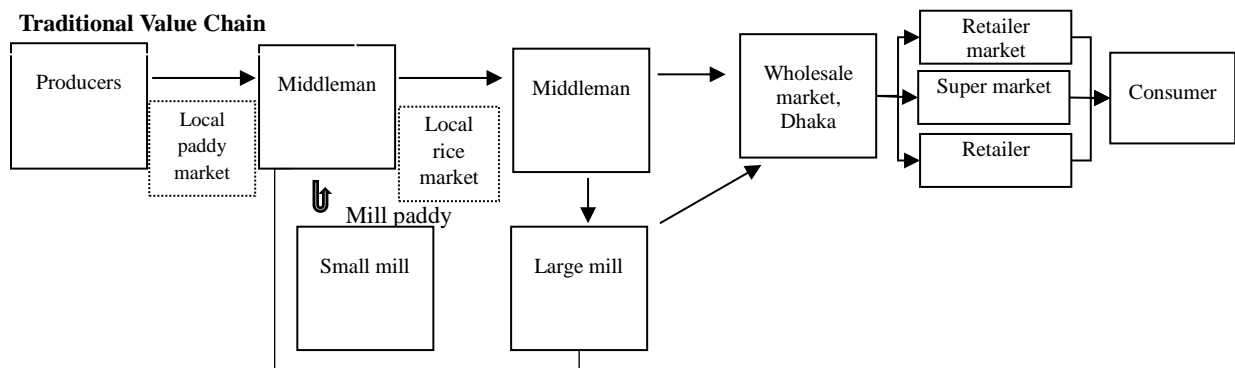 Traditional Value Chain
Producers
Local
paddy
market
Middleman
Local
rice
market
Middleman
Wholesale
market,
Dhaka
Retailer
market
Super market
Retailer
Consumer
Mill paddy
Small mill
Large mill